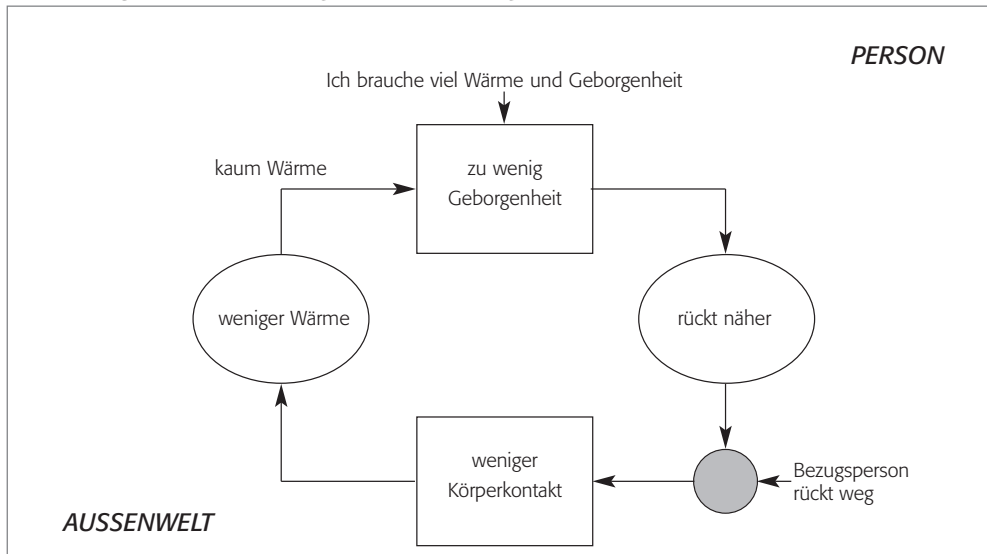 PERSON
Ich brauche viel Wärme und Geborgenheit
kaum Wärme
zu wenig
Geborgenheit
weniger Wärme
rückt näher
weniger
Körperkontakt
Bezugsperson
rückt weg
AUSSENWELT